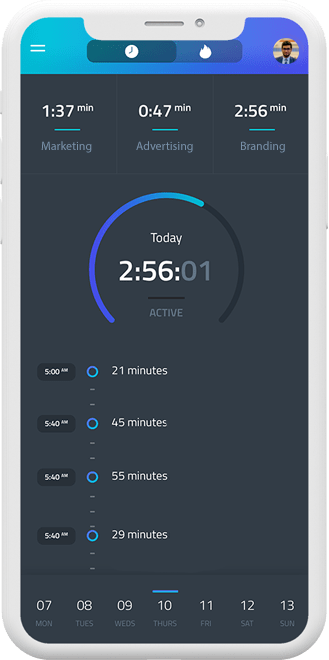 1:37 min 0:47 min 2:56 min
Marketing Advertising Branding
Today
2:56:01
ACTIVE
5:00 AM 21 minutes
5:40 AM 45 minutes
5:40 AM 55 minutes
5:40 AM 29 minutes
07 08 09 10 11 12 13
MON TUES WEDS THURS FRI SAT SUN